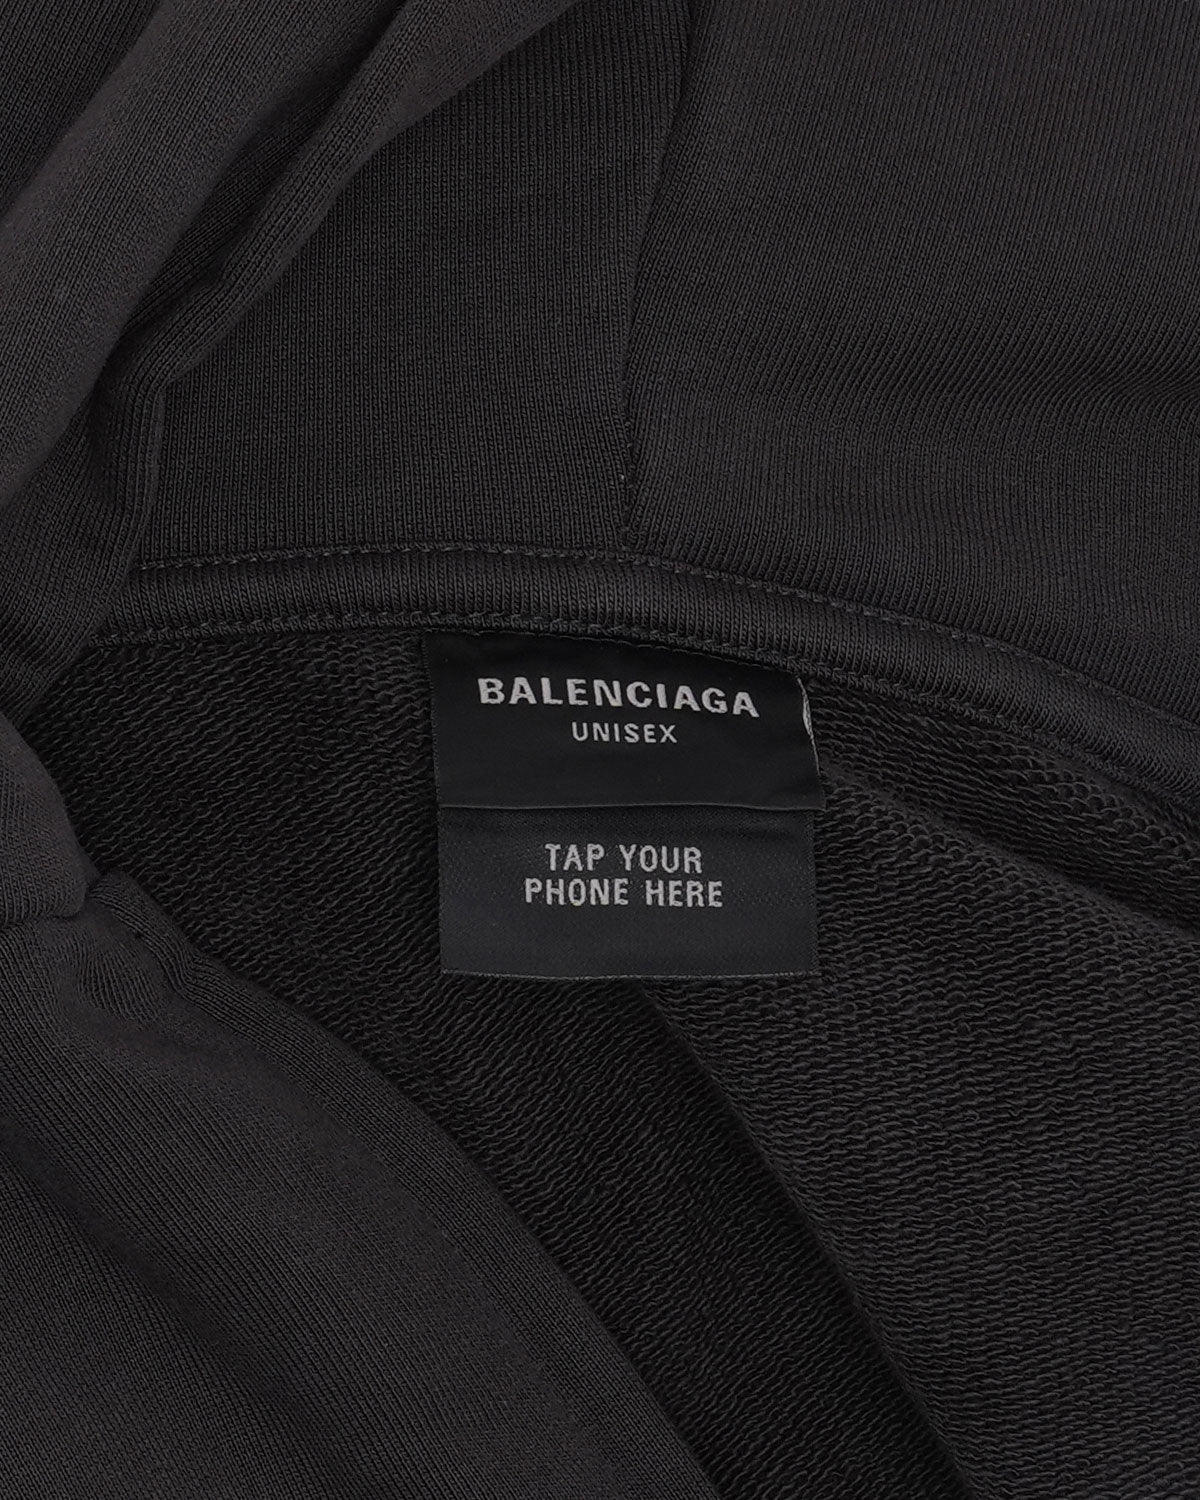 BALENCIAGA
UNISEX
TAP YOUR
PHONE HERE